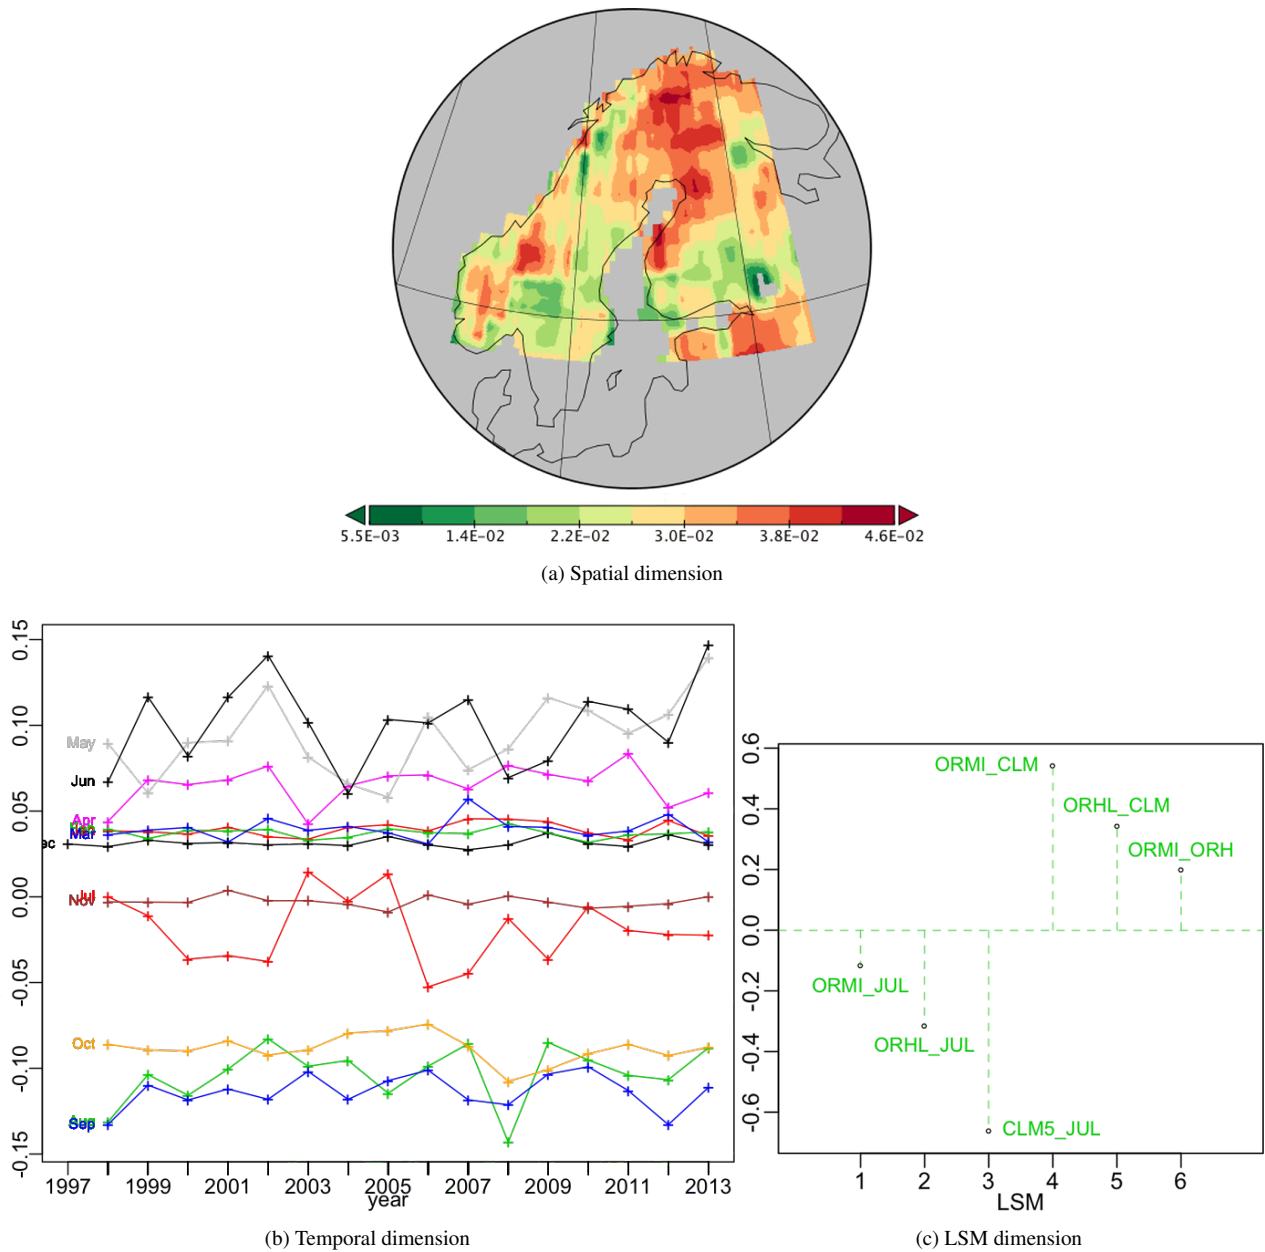 5.5E-03 1.4E-02 2.2E-02 3.0E-02 3.8E-02 4.6E-02
(a) Spatial dimension
0.15
0.10
0.05
0.00
-0.05
-0.10
-0.15
May
Jun
Apr
Mar
ec
Jul
Nov
Oct
Sep
1997 1999 2001 2003 2005 2007 2009 2011 2013
year
(b) Temporal dimension
0.6
0.4
0.2
0.0
-0.2
-0.4
-0.6
ORMI_CLM
ORHL_CLM
ORMI_ORH
ORMI_JUL
ORHL_JUL
CLM5_JUL
1 2 3 4 5 6
LSM
(c) LSM dimension